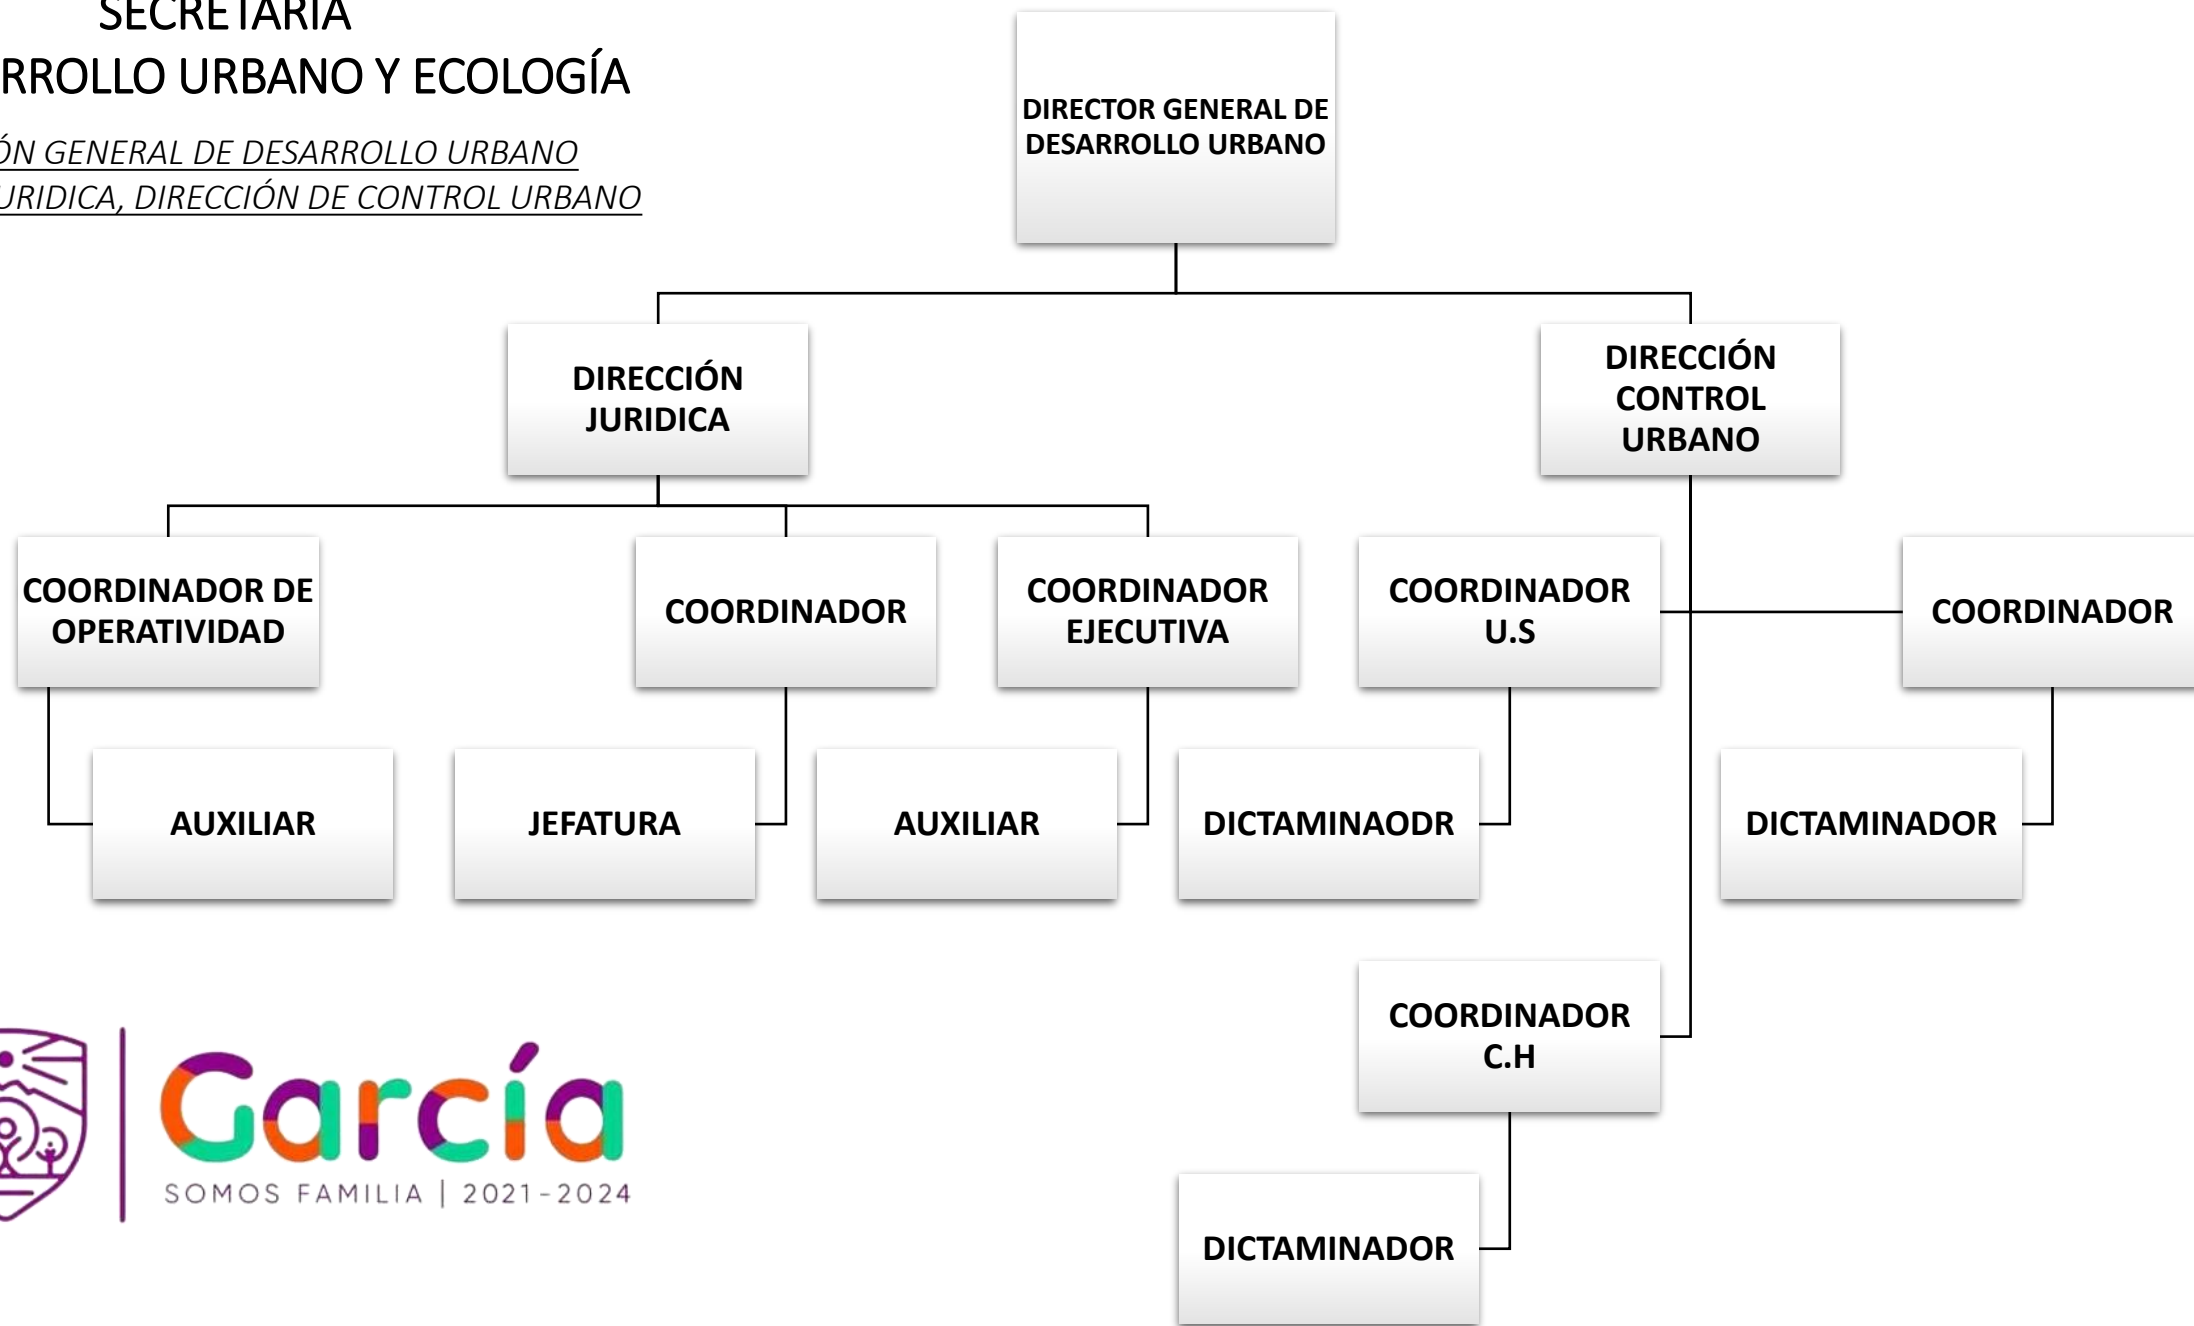 SECRETARÍA
RROLLO URBANO Y ECOLOGÍA
ÓN GENERAL DE DESARROLLO URBANO
URIDICA, DIRECCIÓN DE CONTROL URBANO
DIRECTOR GENERAL DE
DESARROLLO URBANO
DIRECCIÓN
JURIDICA
DIRECCIÓN
CONTROL
URBANO
COORDINADOR DE
OPERATIVIDAD
COORDINADOR
COORDINADOR
EJECUTIVA
COORDINADOR
U.S
COORDINADOR
AUXILIAR
JEFATURA
AUXILIAR
DICTAMINAODR
DICTAMINADOR
COORDINADOR
C.H
DICTAMINADOR
García
SOMOS FAMILIA | 2021-2024